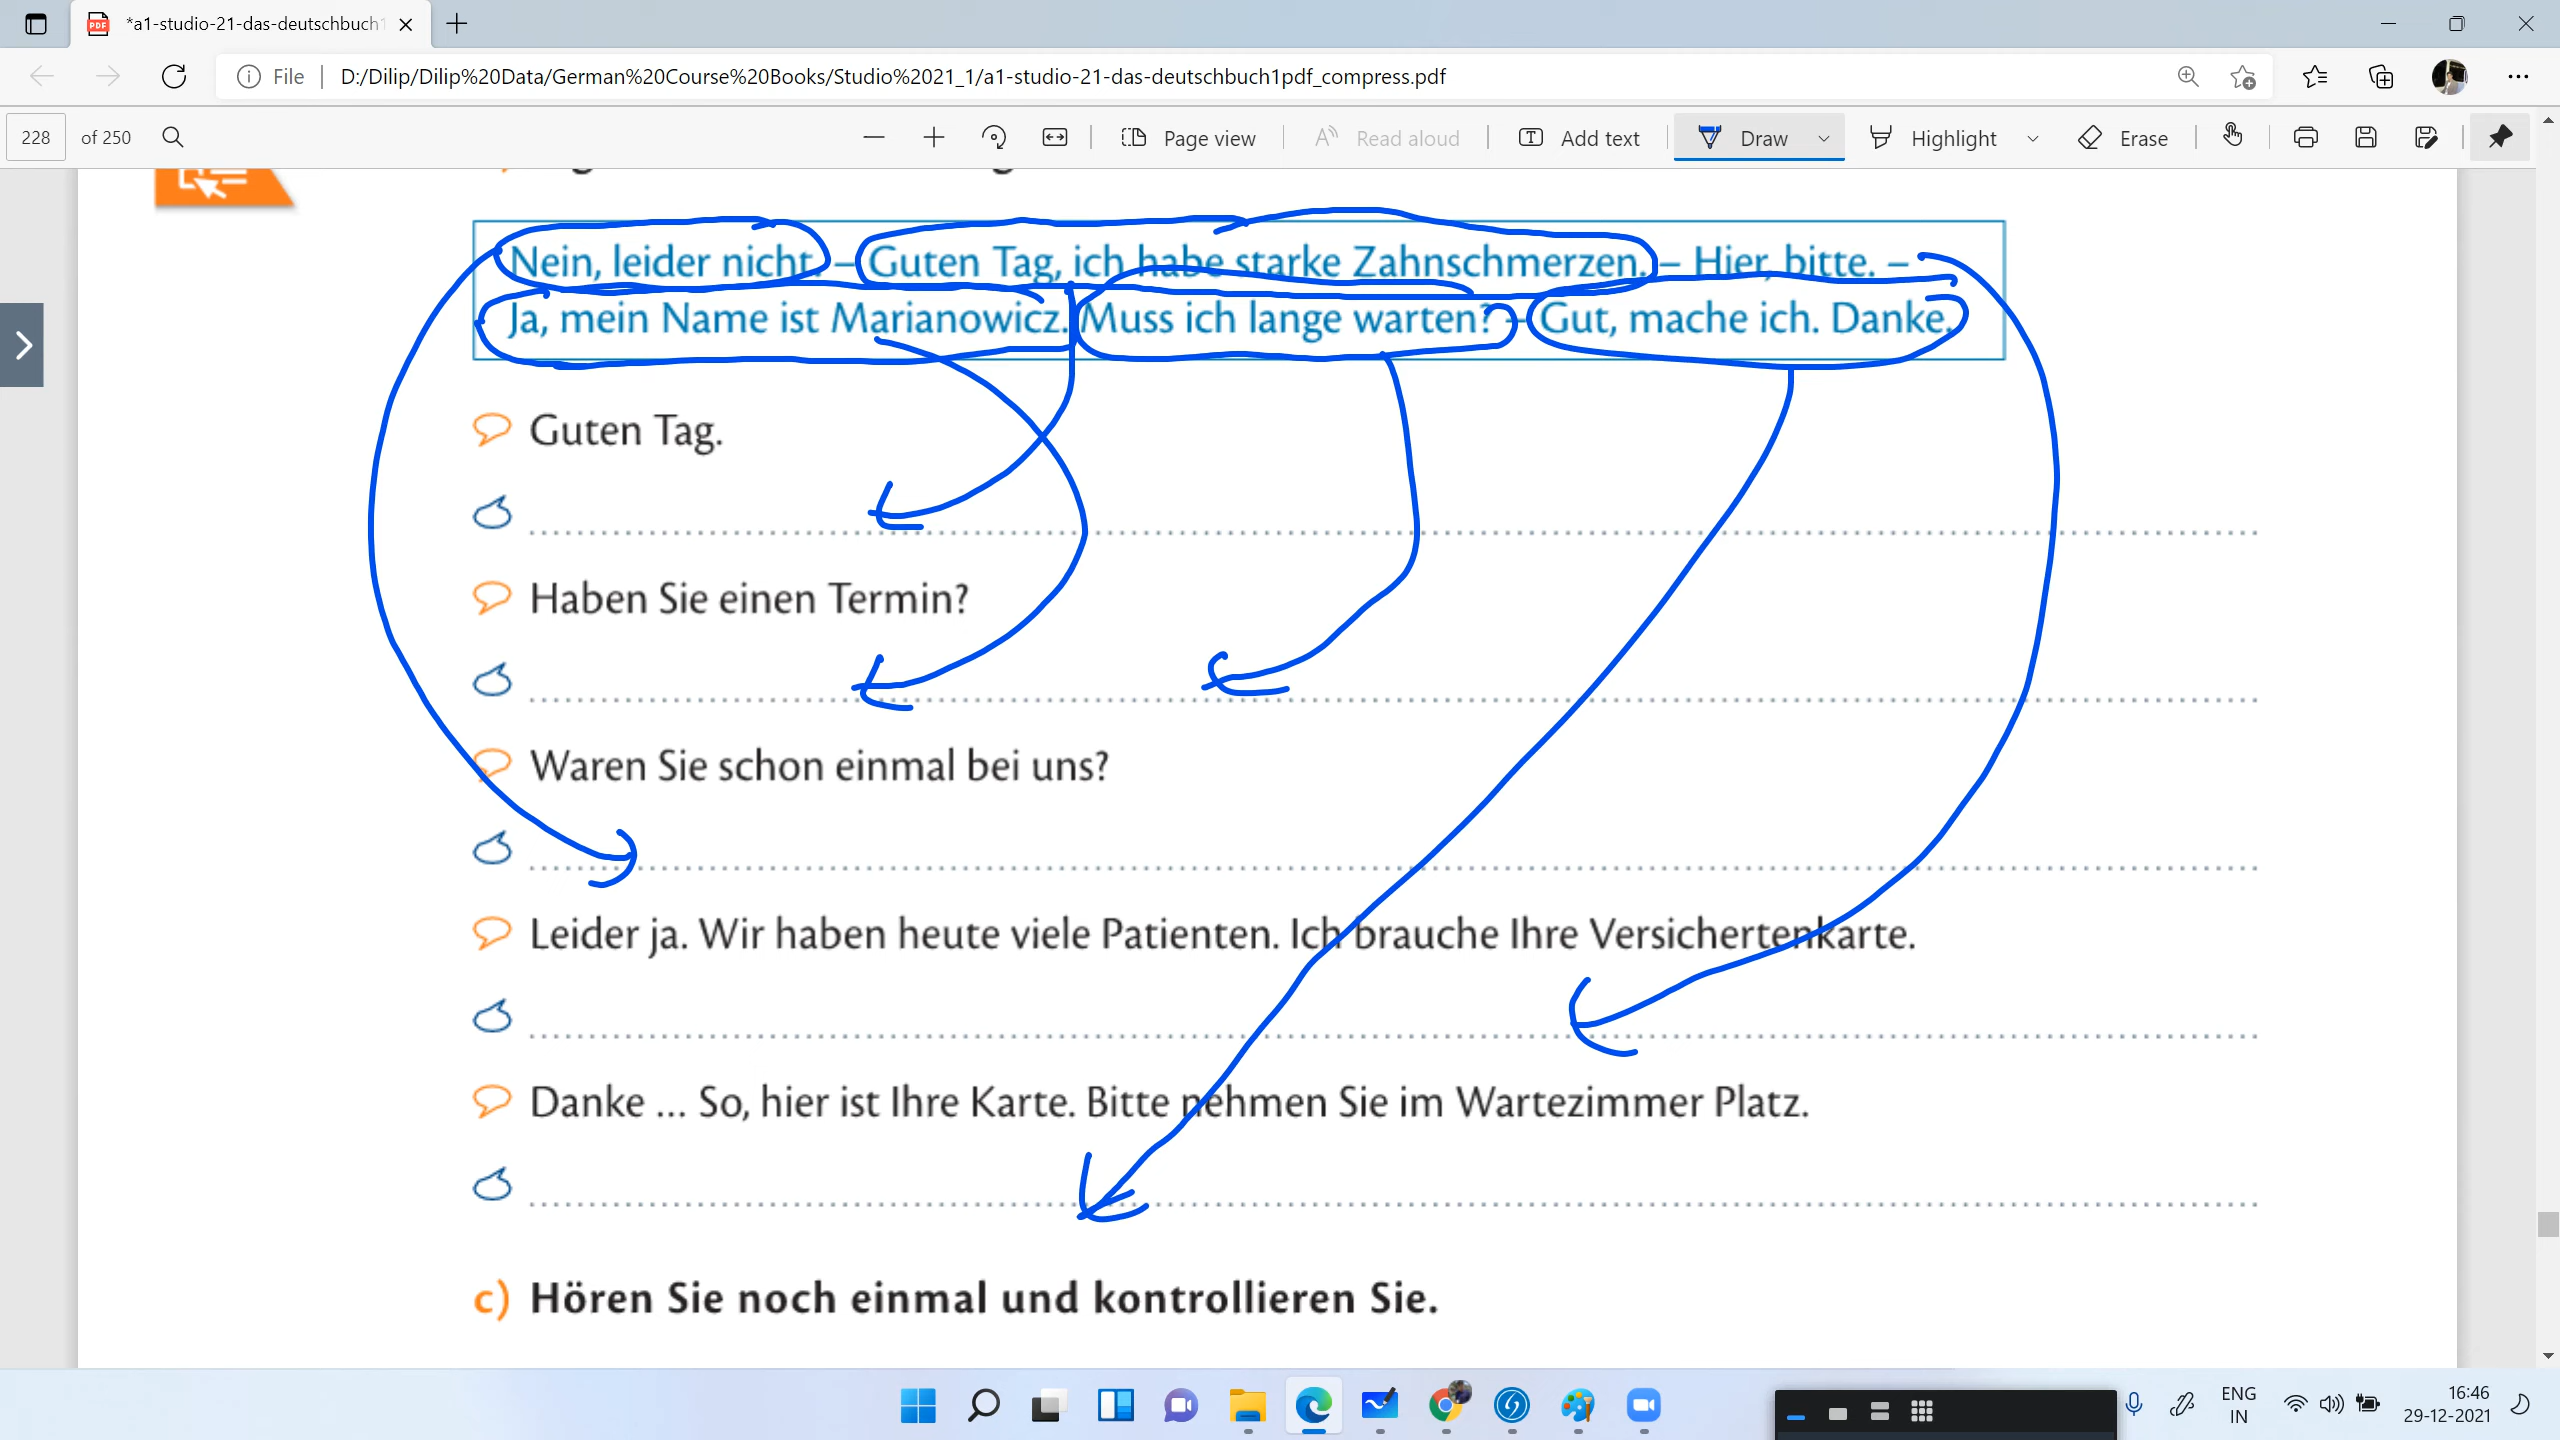 *a1-studio-21-das-deutschbuch1
File
D:/Dilip/Dilip%20Data/German%20Course%20Books/Studio%2021_1/a1-studio-21-das-deutschbuch1pdf_compress.pdf
228 of 250
Page view
Read aloud
Add text
Draw
Highlight
Erase
Nein, leider nicht. – Guten Tag, ich habe starke Zahnschmerzen. – Hier, bitte. –
Ja, mein Name ist Marianowicz. Muss ich lange warten? – Gut, mache ich. Danke.
Guten Tag.
Haben Sie einen Termin?
Waren Sie schon einmal bei uns?
Leider ja. Wir haben heute viele Patienten. Ich brauche Ihre Versichertenkarte.
Danke ... So, hier ist Ihre Karte. Bitte nehmen Sie im Wartezimmer Platz.
c) Hören Sie noch einmal und kontrollieren Sie.
ENG
IN
16:46
29-12-2021